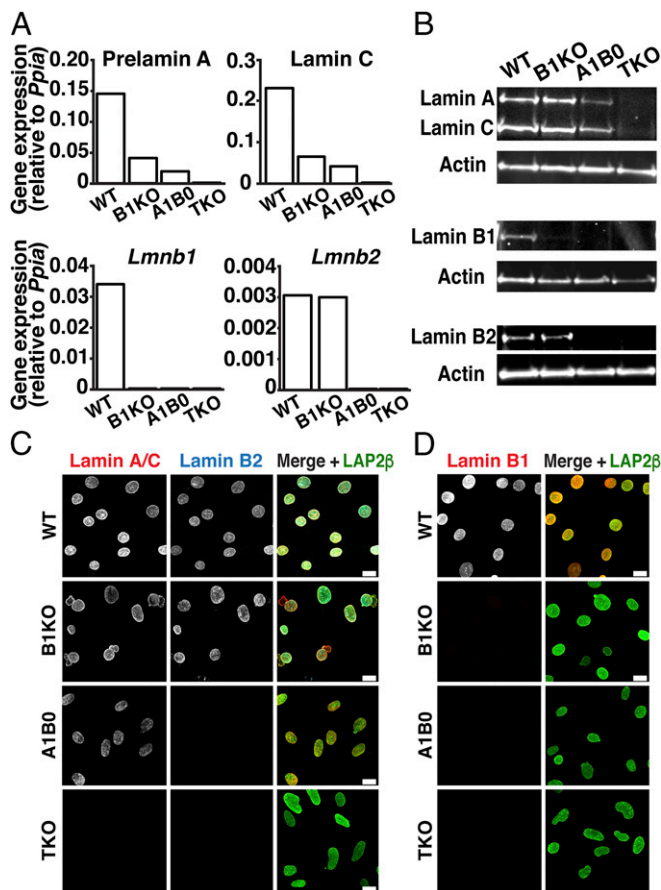 A
Prelamin A
Lamin C
Gene expression
(relative to Ppia)
0.15
0.10
0.05
0
WT
B1KO
A1B0
TKO
0.3
0.2
0.1
0
WT
B1KO
A1B0
TKO
Lmnb1
Lmnb2
Gene expression
(relative to Ppia)
0.04
0.03
0.02
0.01
0
WT
B1KO
A1B0
TKO
0.004
0.003
0.002
0.001
0
WT
B1KO
A1B0
TKO
B
WT
B1KO
A1B0
TKO
Lamin A
Lamin C
Actin
Lamin B1
Actin
Lamin B2
Actin
C
Lamin A/C Lamin B2 Merge + LAP2β
WT
B1KO
A1B0
TKO
D
Lamin B1 Merge + LAP2β
WT
B1KO
A1B0
TKO